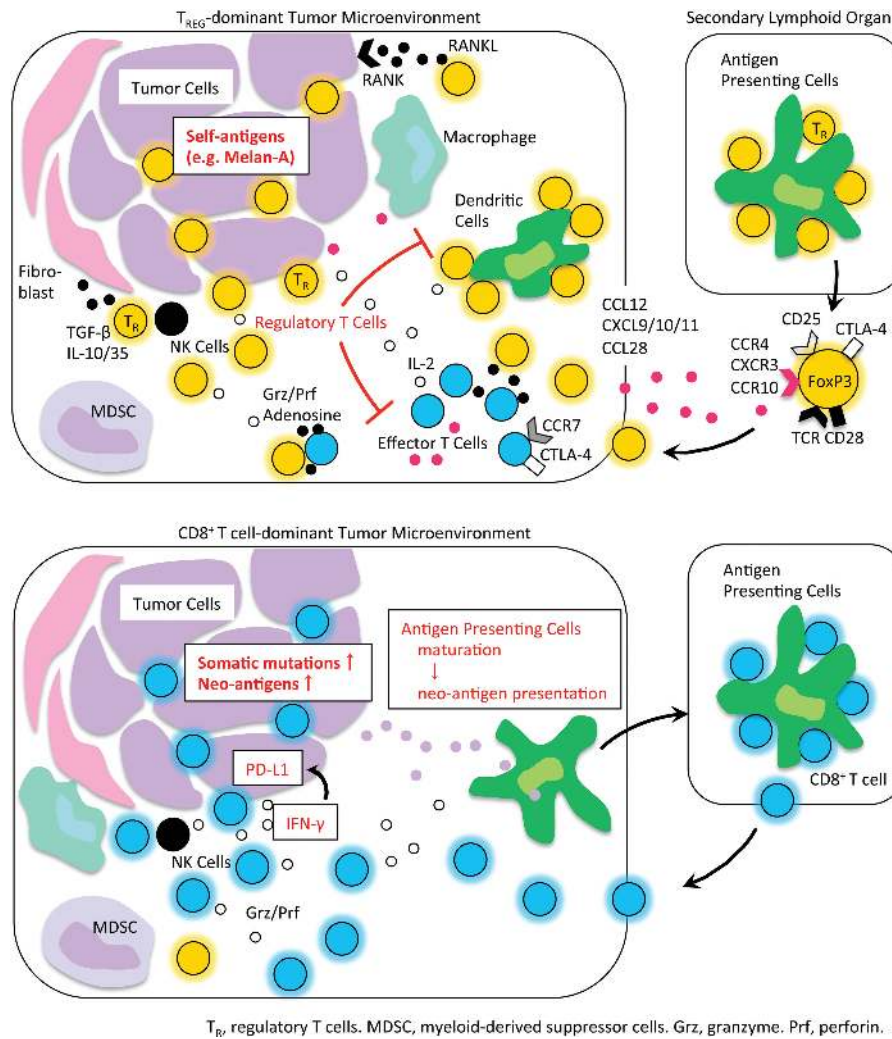 T_REG-dominant Tumor Microenvironment
Secondary Lymphoid Organ
RANKL
RANK
Tumor Cells
Self-antigens
(e.g. Melan-A)
Macrophage
Dendritic
Cells
Antigen
Presenting Cells
T_R
Fibro-
blast
T_R
T_R
TGF-β
IL-10/35
NK Cells
Regulatory T Cells
MDSC
Grz/Prf
Adenosine
IL-2
Effector T Cells
CCR7
CTLA-4
CCL12
CXCL9/10/11
CCL28
CD25
CTLA-4
CCR4
CXCR3
CCR10
FoxP3
TCR CD28
CD8⁺ T cell-dominant Tumor Microenvironment
Tumor Cells
Somatic mutations ↑
Neo-antigens ↑
Antigen Presenting Cells
maturation
↓
neo-antigen presentation
Antigen
Presenting Cells
PD-L1
IFN-γ
CD8⁺ T cell
NK Cells
Grz/Prf
MDSC
T_R, regulatory T cells. MDSC, myeloid-derived suppressor cells. Grz, granzyme. Prf, perforin.